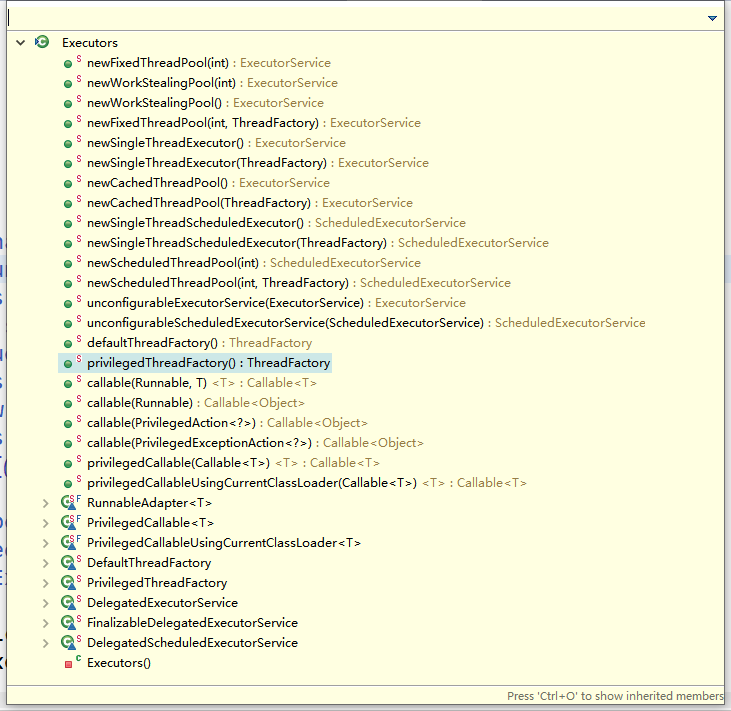 Executors
newFixedThreadPool(int) : ExecutorService
newWorkStealingPool(int) : ExecutorService
newWorkStealingPool() : ExecutorService
newFixedThreadPool(int, ThreadFactory) : ExecutorService
newSingleThreadExecutor() : ExecutorService
newSingleThreadExecutor(ThreadFactory) : ExecutorService
newCachedThreadPool() : ExecutorService
newCachedThreadPool(ThreadFactory) : ExecutorService
newSingleThreadScheduledExecutor() : ScheduledExecutorService
newSingleThreadScheduledExecutor(ThreadFactory) : ScheduledExecutorService
newScheduledThreadPool(int) : ScheduledExecutorService
newScheduledThreadPool(int, ThreadFactory) : ScheduledExecutorService
unconfigurableExecutorService(ExecutorService) : ExecutorService
unconfigurableScheduledExecutorService(ScheduledExecutorService) : ScheduledExecutorService
defaultThreadFactory() : ThreadFactory
privilegedThreadFactory() : ThreadFactory
callable(Runnable, T) <T> : Callable<T>
callable(Runnable) : Callable<Object>
callable(PrivilegedAction<?>) : Callable<Object>
callable(PrivilegedExceptionAction<?>) : Callable<Object>
privilegedCallable(Callable<T>) <T> : Callable<T>
privilegedCallableUsingCurrentClassLoader(Callable<T>) <T> : Callable<T>
RunnableAdapter<T>
PrivilegedCallable<T>
PrivilegedCallableUsingCurrentClassLoader<T>
DefaultThreadFactory
PrivilegedThreadFactory
DelegatedExecutorService
FinalizableDelegatedExecutorService
DelegatedScheduledExecutorService
Executors()
Press 'Ctrl+O' to show inherited members